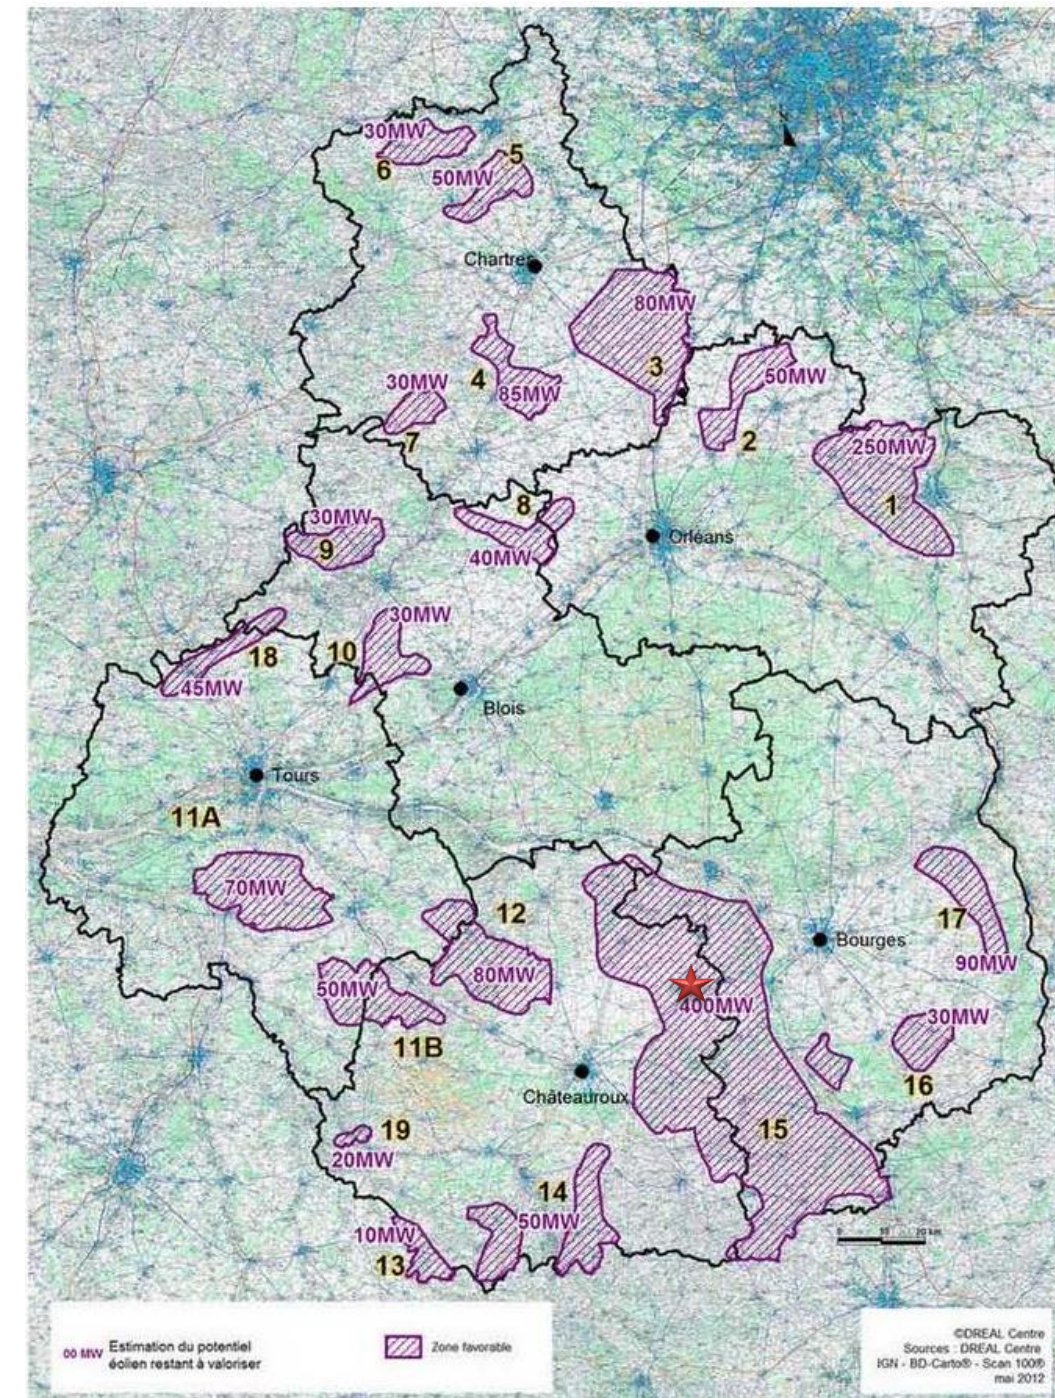 30MW
6
5
50MW
Chartres
80MW
3
4
85MW
30MW
7
50MW
2
250MW
1
8
40MW
Orléans
30MW
9
30MW
10
18
45MW
Blois
Tours
11A
70MW
12
80MW
50MW
11B
400MW
Bourges
17
90MW
30MW
16
Châteauroux
15
19
20MW
14
50MW
10MW
13
00 MW Estimation du potentiel
éolien restant à valoriser
Zone favorable
©DREAL Centre
Sources : DREAL Centre
IGN - BD-Carto® - Scan 100®
mai 2012